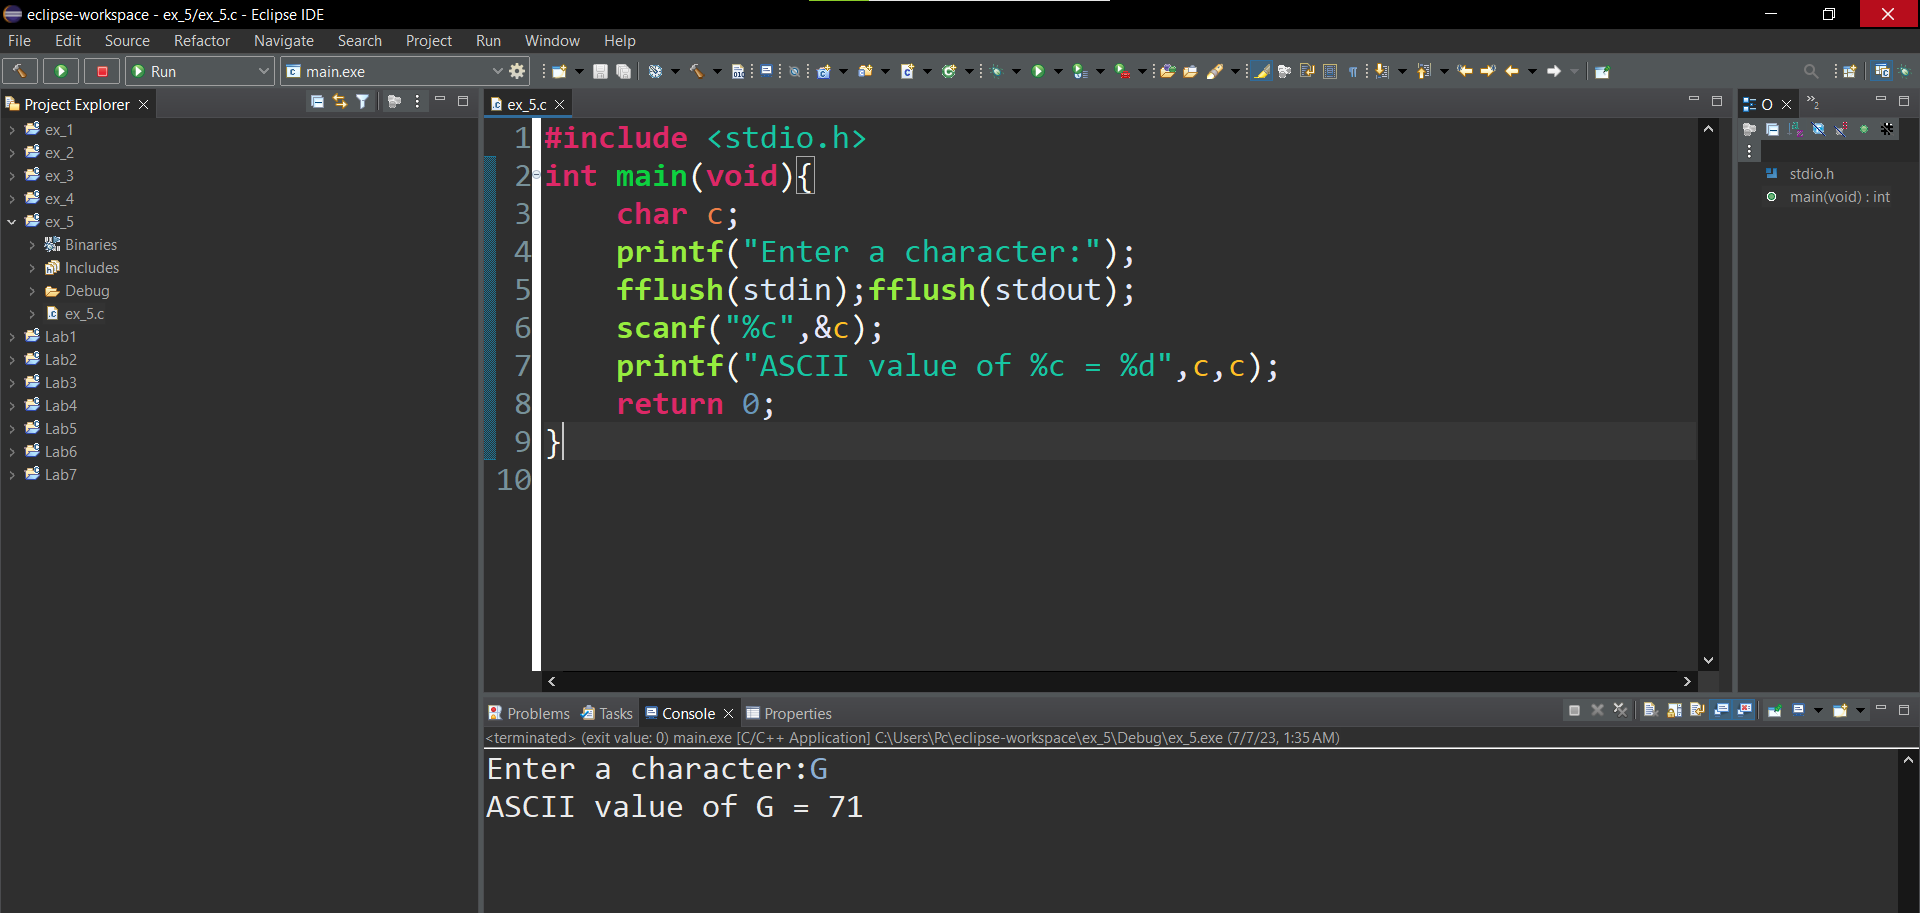 eclipse-workspace - ex_5/ex_5.c - Eclipse IDE
File Edit Source Refactor Navigate Search Project Run Window Help
Run main.exe
Project Explorer
ex_1
ex_2
ex_3
ex_4
ex_5
Binaries
Includes
Debug
ex_5.c
Lab1
Lab2
Lab3
Lab4
Lab5
Lab6
Lab7
ex_5.c
1 #include <stdio.h>
2 int main(void){
3 char c;
4 printf("Enter a character:");
5 fflush(stdin);fflush(stdout);
6 scanf("%c",&c);
7 printf("ASCII value of %c = %d",c,c);
8 return 0;
9 }
10
O 2
stdio.h
main(void) : int
Problems Tasks Console Properties
<terminated> (exit value: 0) main.exe [C/C++ Application] C:\Users\Pc\eclipse-workspace\ex_5\Debug\ex_5.exe (7/7/23, 1:35 AM)
Enter a character:G
ASCII value of G = 71